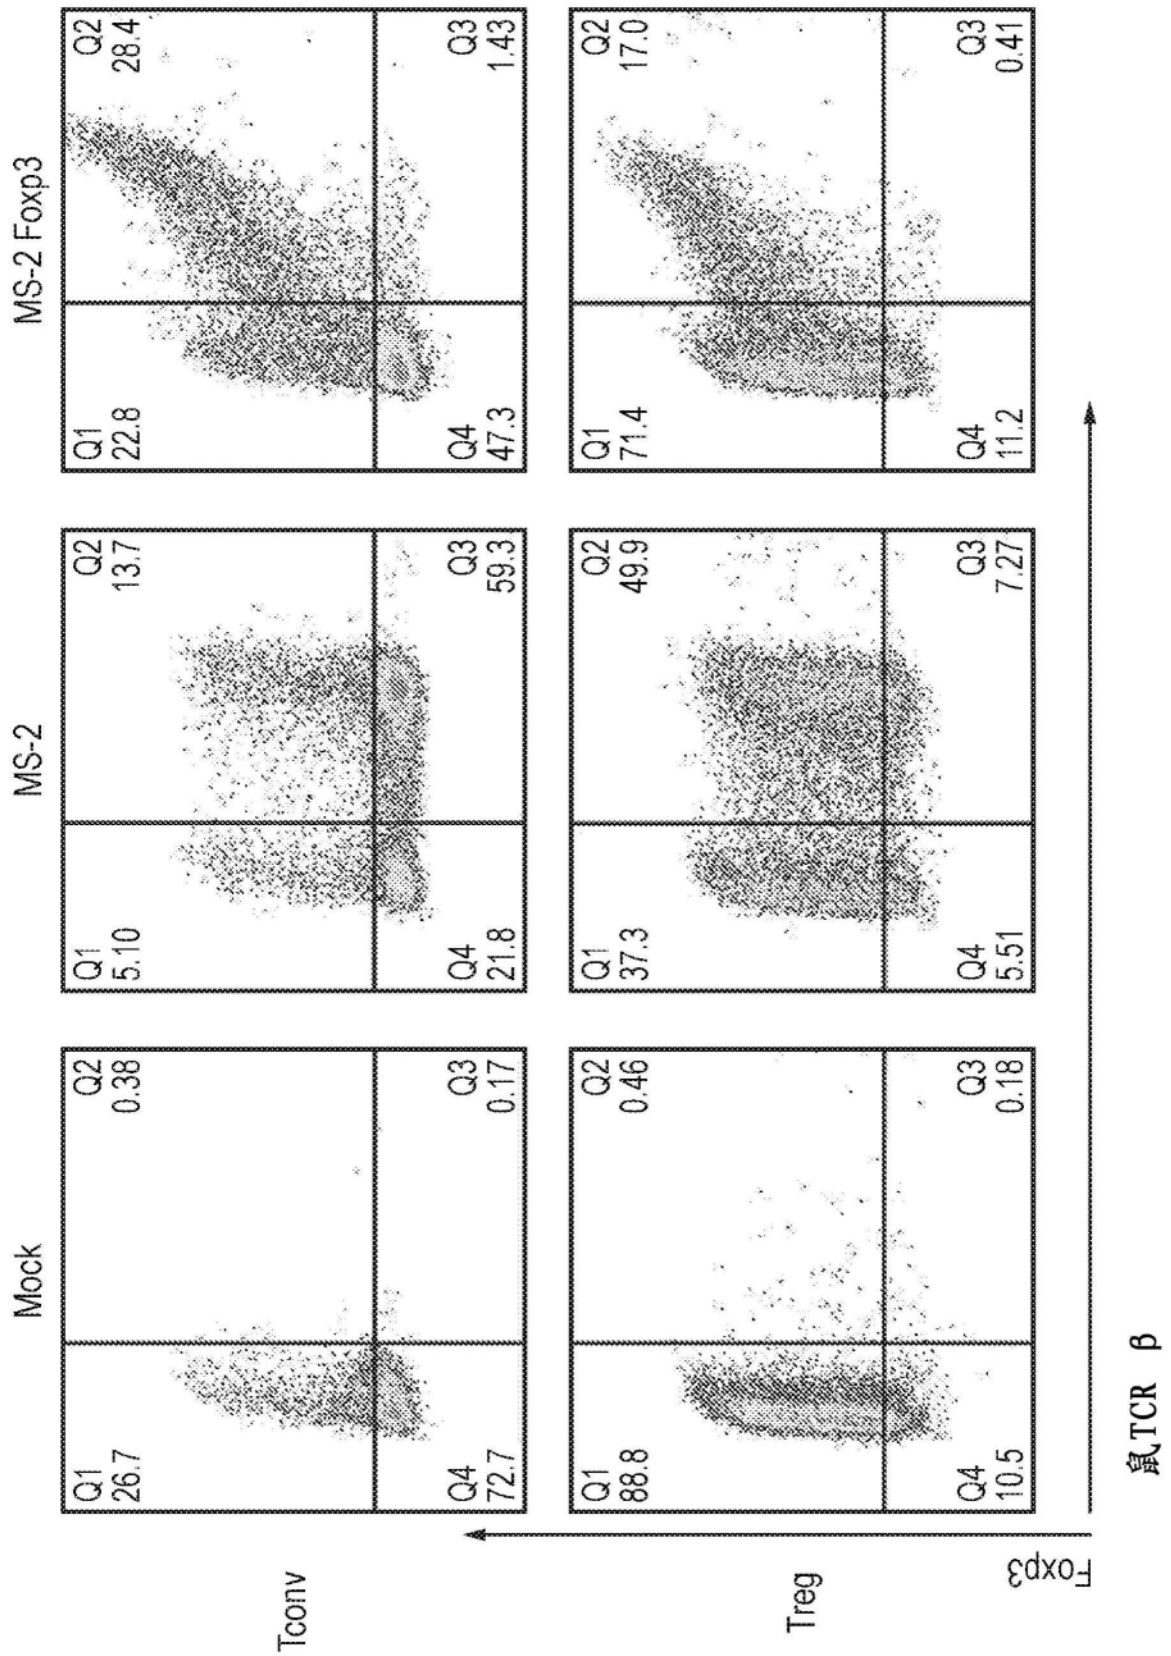 Mock
MS-2
MS-2 Foxp3
Tconv
Q1
26.7
Q2
0.38
Q4
72.7
Q3
0.17
Q1
5.10
Q2
13.7
Q4
21.8
Q3
59.3
Q1
22.8
Q2
28.4
Q4
47.3
Q3
1.43
Treg
Q1
88.8
Q2
0.46
Q4
10.5
Q3
0.18
Q1
37.3
Q2
49.9
Q4
5.51
Q3
7.27
Q1
71.4
Q2
17.0
Q4
11.2
Q3
0.41
Foxp3
鼠TCR β